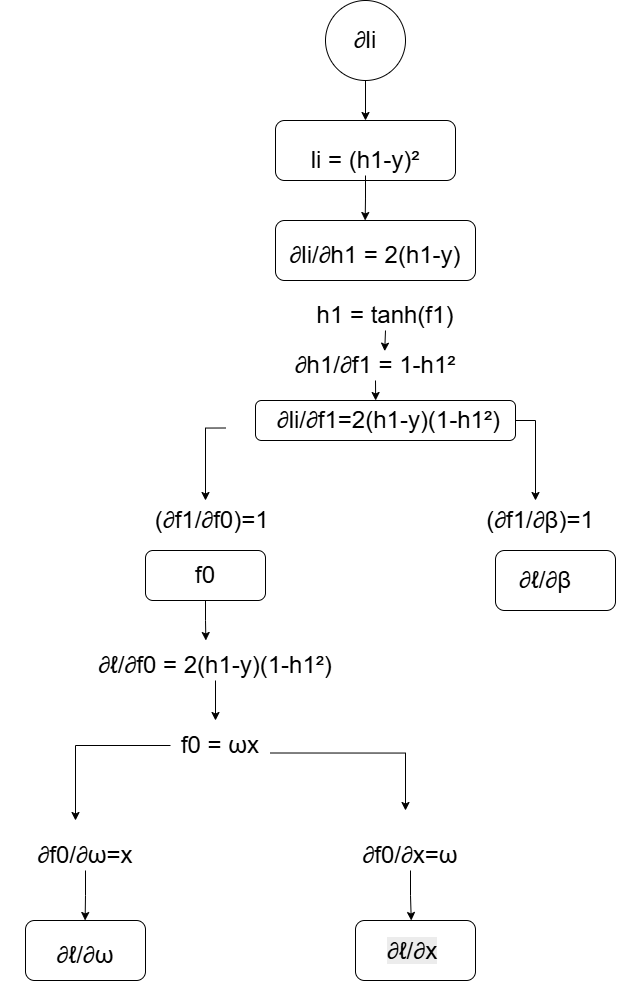 ∂li
li = (h1-y)²
∂li/∂h1 = 2(h1-y)
h1 = tanh(f1)
∂h1/∂f1 = 1-h1²
∂li/∂f1=2(h1-y)(1-h1²)
(∂f1/∂f0)=1
(∂f1/∂β)=1
f0
∂ℓ/∂β
∂ℓ/∂f0 = 2(h1-y)(1-h1²)
f0 = ωx
∂f0/∂ω=x
∂f0/∂x=ω
∂ℓ/∂ω
∂ℓ/∂x